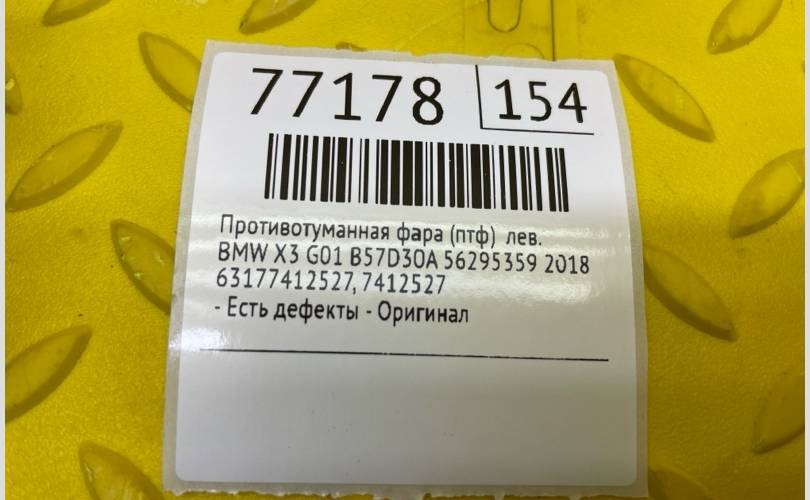 77178 154
Противотуманная фара (птф) лев.
BMW X3 G01 B57D30A 56295359 2018
63177412527, 7412527
- Есть дефекты - Оригинал